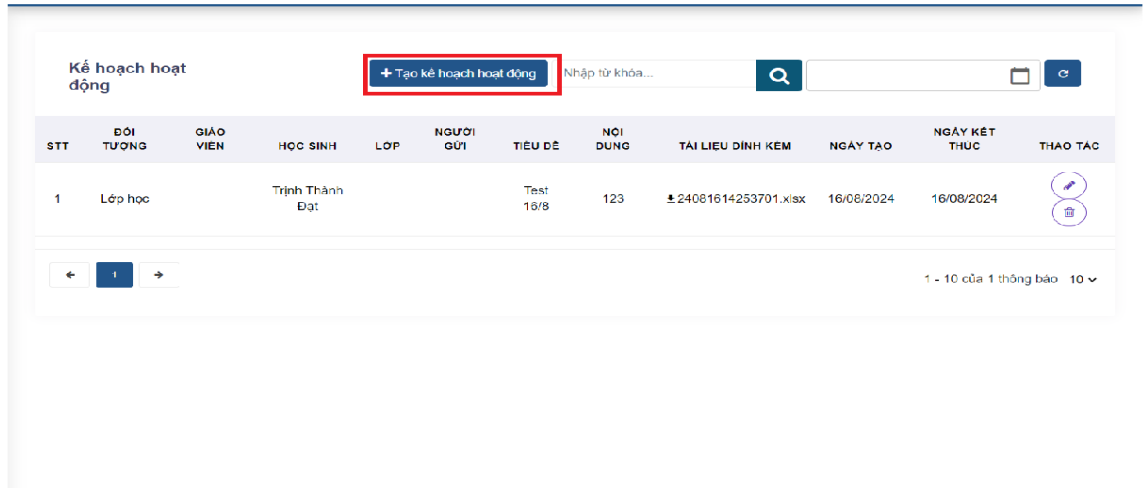 Kế hoạch hoạt
động
+ Tạo kế hoạch hoạt động
Nhập từ khóa...
STT
ĐỐI
TƯỢNG
GIÁO
VIÊN
HỌC SINH
LỚP
NGƯỜI
GỬI
TIÊU ĐỀ
NỘI
DUNG
TÀI LIỆU ĐÍNH KÈM
NGÀY TẠO
NGÀY KẾT
THÚC
THAO TÁC
1
Lớp học
Trịnh Thành
Đạt
Test
16/8
123
24081614253701.xlsx
16/08/2024
16/08/2024
1
1 - 10 của 1 thông báo
10